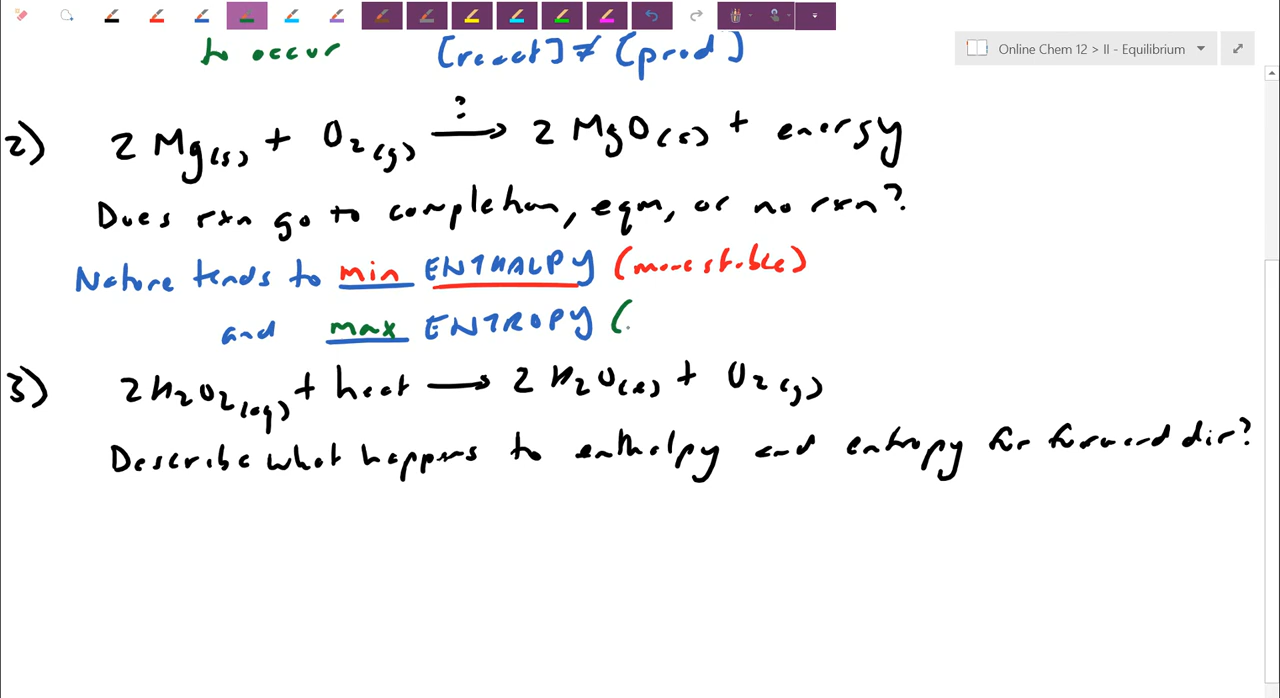 to occur [react] ≠ [prod]
Online Chem 12 > II - Equilibrium
2) 2 Mg(s) + O2(g) ?→ 2 MgO(s) + energy
Does rxn go to completion, eqm, or no rxn?
Nature tends to min ENTHALPY (more stable)
and max ENTROPY (
3) 2H2O2(aq) + heat → 2 H2O(l) + O2(g)
Describe what happens to enthalpy and entropy for forward dir?